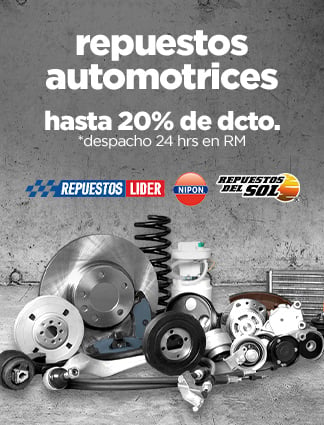 repuestos
automotrices
hasta 20% de dcto.
*despacho 24 hrs en RM
REPUESTOS LIDER
NIPON
REPUESTOS
DEL SOL